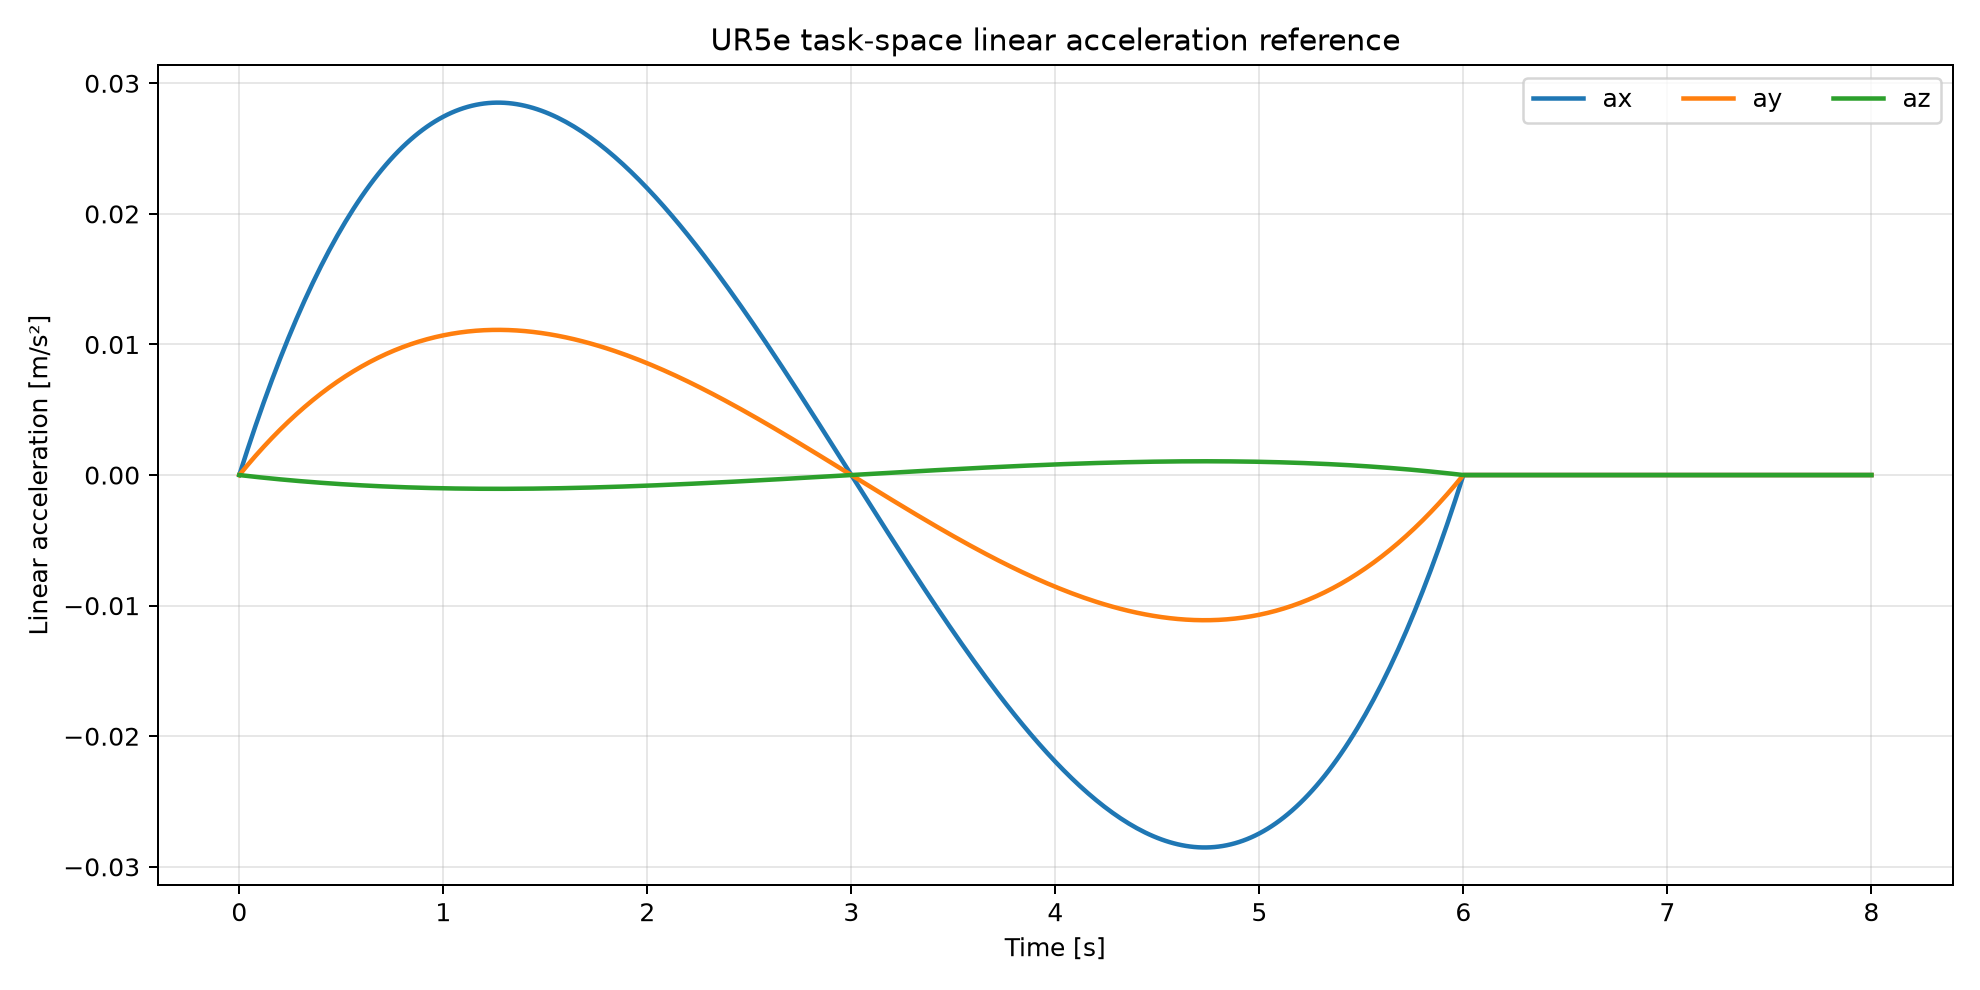 UR5e task-space linear acceleration reference
ax ay az
0.03
0.02
0.01
0.00
−0.01
−0.02
−0.03
Linear acceleration [m/s²]
0 1 2 3 4 5 6 7 8
Time [s]